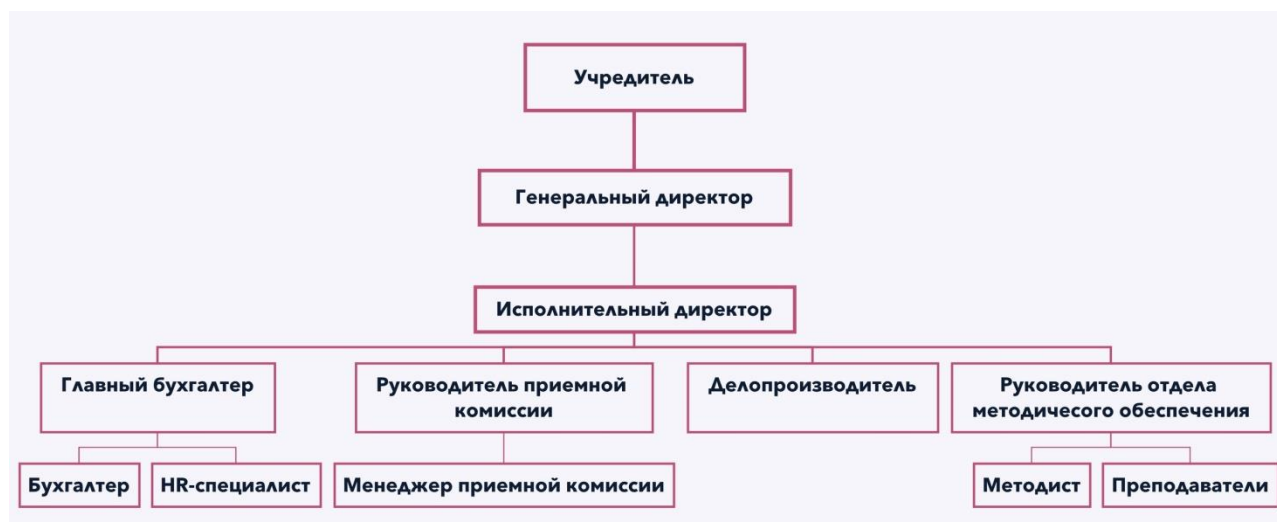 Учредитель
Генеральный директор
Исполнительный директор
Главный бухгалтер
Руководитель приемной
комиссии
Делопроизводитель
Руководитель отдела
методичесого обеспечения
Бухгалтер
HR-специалист
Менеджер приемной комиссии
Методист
Преподаватели